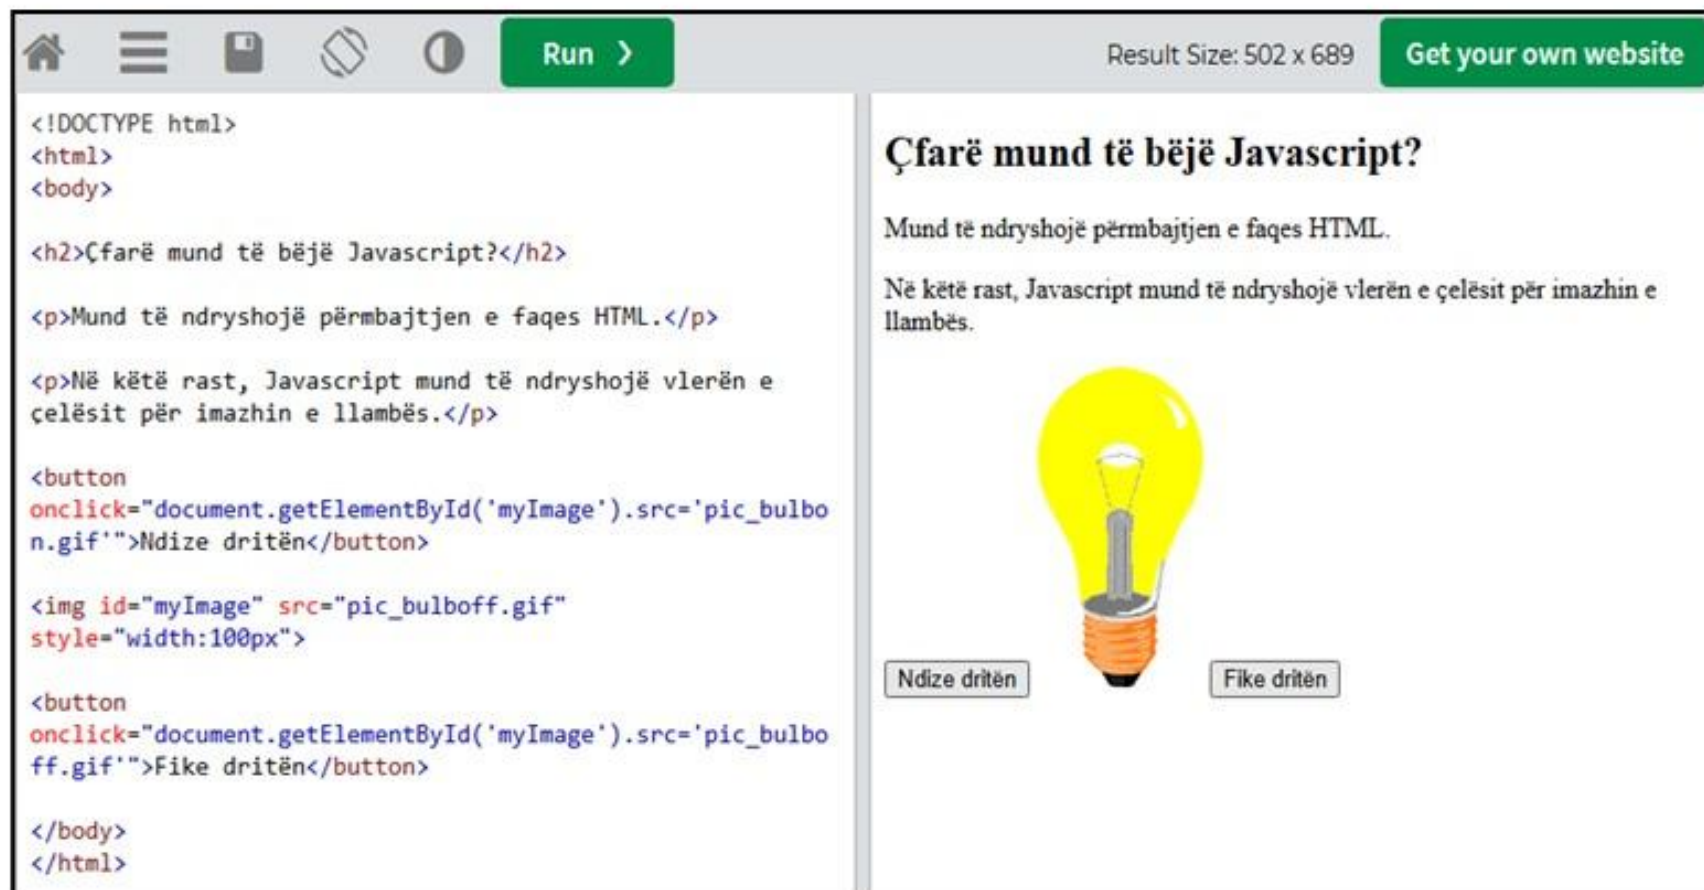 Run ❯
Result Size: 502 x 689
Get your own website
<!DOCTYPE html>
<html>
<body>
<h2>Çfarë mund të bëjë Javascript?</h2>
<p>Mund të ndryshojë përmbajtjen e faqes HTML.</p>
<p>Në këtë rast, Javascript mund të ndryshojë vlerën e
çelësit për imazhin e llambës.</p>
<button
onclick="document.getElementById('myImage').src='pic_bulbo
n.gif'">Ndize dritën</button>
<img id="myImage" src="pic_bulboff.gif"
style="width:100px">
<button
onclick="document.getElementById('myImage').src='pic_bulbo
ff.gif'">Fike dritën</button>
</body>
</html>
Çfarë mund të bëjë Javascript?
Mund të ndryshojë përmbajtjen e faqes HTML.
Në këtë rast, Javascript mund të ndryshojë vlerën e çelësit për imazhin e
llambës.
Ndize dritën
Fike dritën